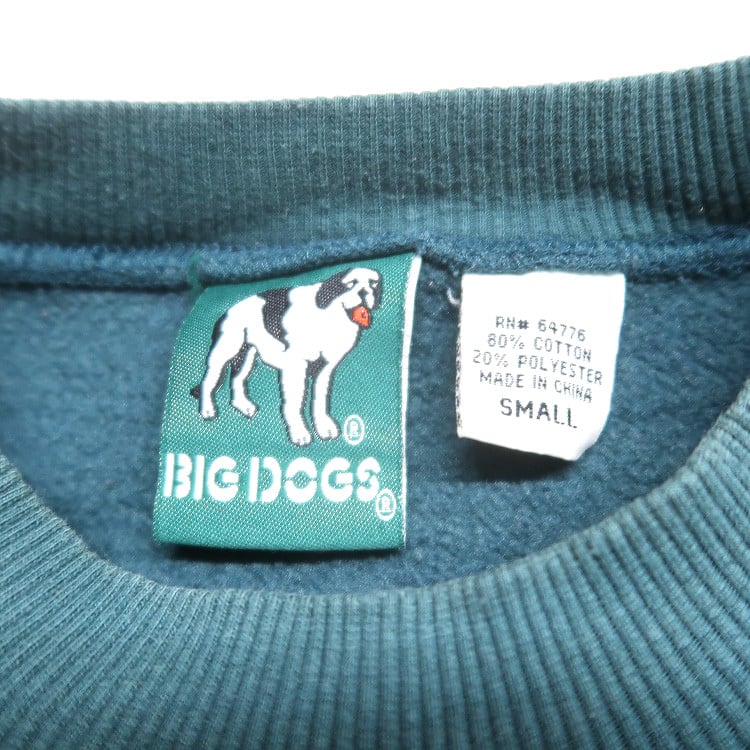 ®
BIG DOGS®
RN# 64776
80% COTTON
20% POLYESTER
MADE IN CHINA
SMALL